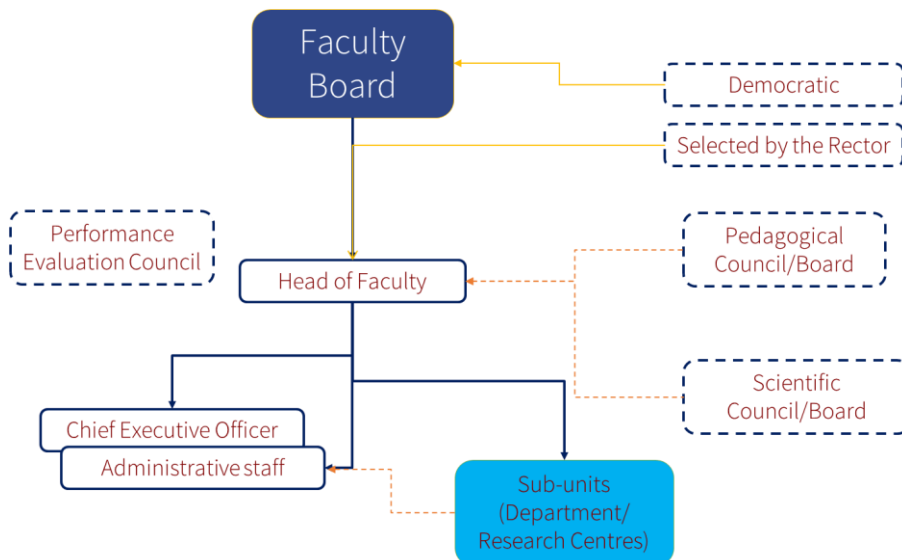 Faculty
Board
Democratic
Selected by the Rector
Performance
Evaluation Council
Pedagogical
Council/Board
Head of Faculty
Scientific
Council/Board
Chief Executive Officer
Administrative staff
Sub-units
(Department/
Research Centres)